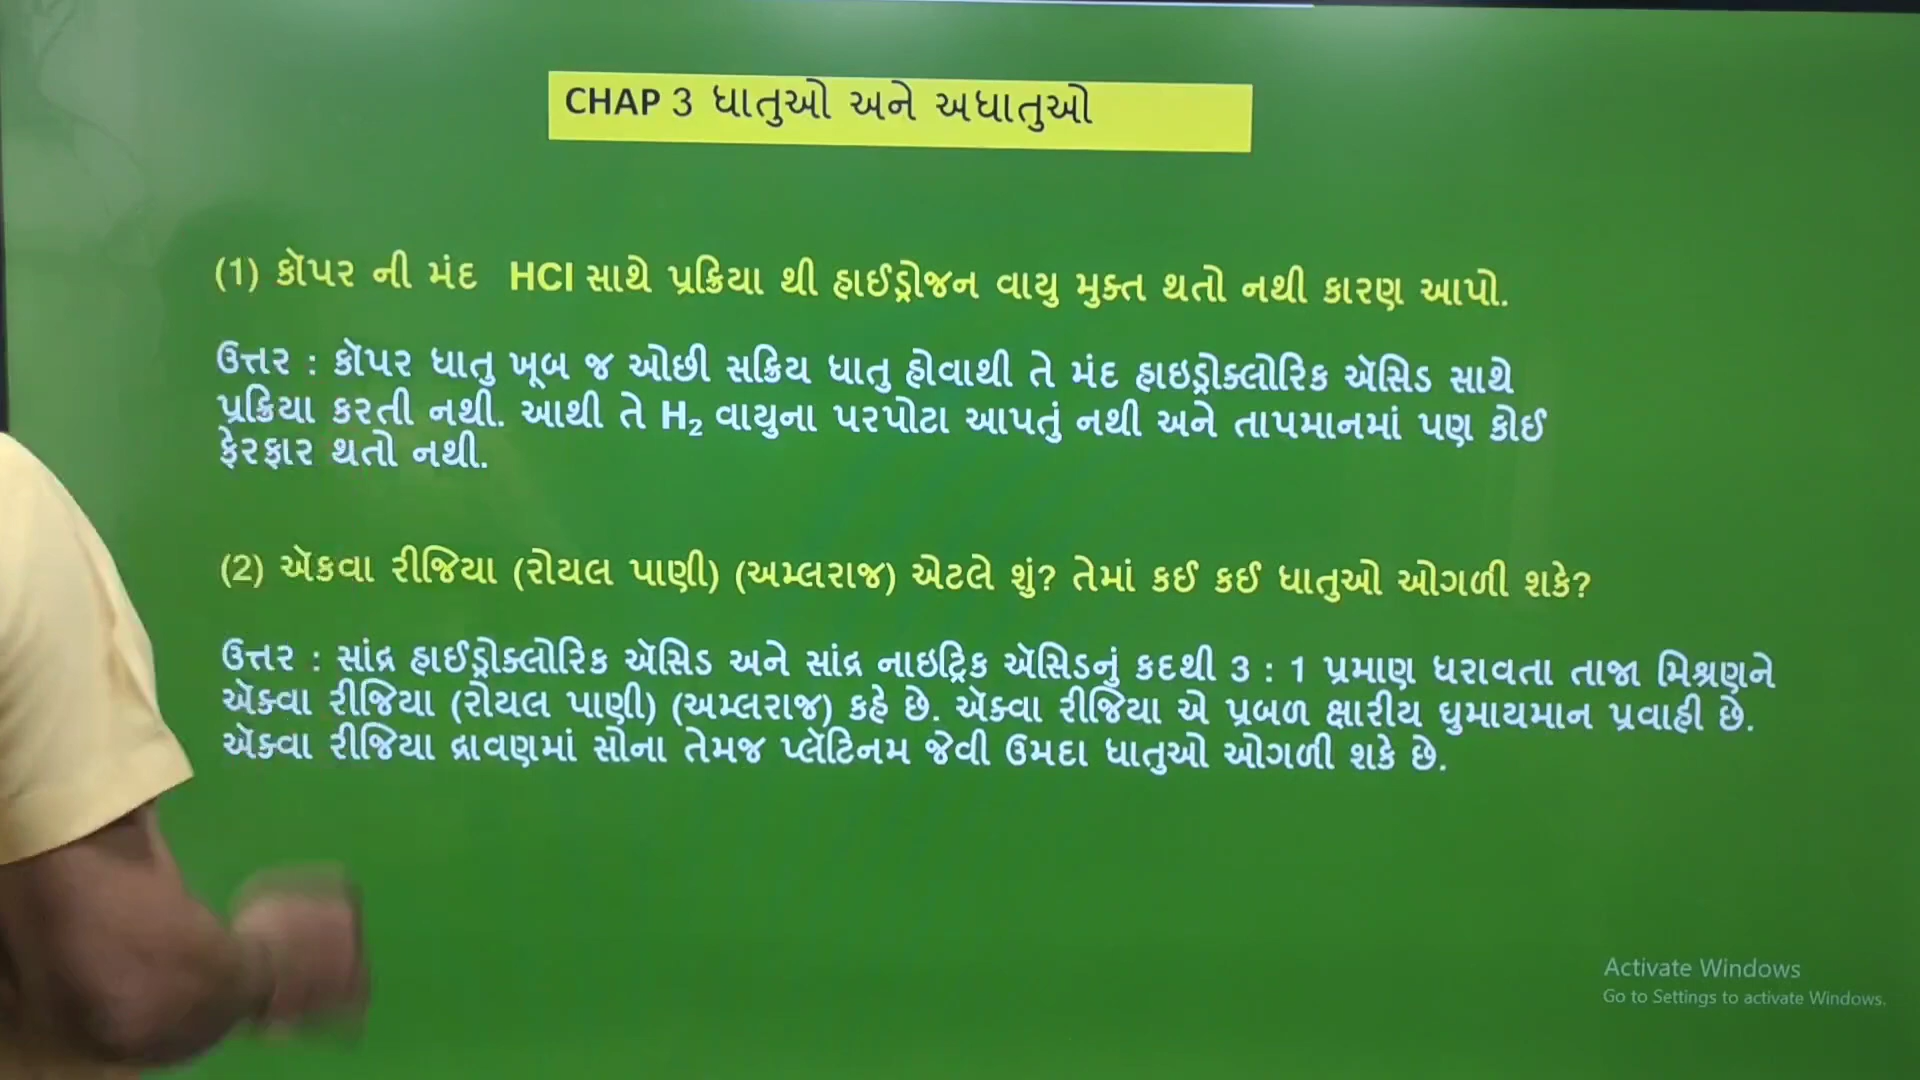 CHAP 3 ધાતુઓ અને અધાતુઓ
(1) કૉપર ની મંદ HCl સાથે પ્રક્રિયા થી હાઈડ્રોજન વાયુ મુક્ત થતો નથી કારણ આપો.
ઉત્તર : કૉપર ધાતુ ખૂબ જ ઓછી સક્રિય ધાતુ હોવાથી તે મંદ હાઇડ્રોક્લોરિક ઍસિડ સાથે
પ્રક્રિયા કરતી નથી. આથી તે H₂ વાયુના પરપોટા આપતું નથી અને તાપમાનમાં પણ કોઈ
ફેરફાર થતો નથી.
(2) ઍકવા રીજિયા (રોયલ પાણી) (અમ્લરાજ) એટલે શું? તેમાં કઈ કઈ ધાતુઓ ઓગળી શકે?
ઉત્તર : સાંદ્ર હાઈડ્રોક્લોરિક ઍસિડ અને સાંદ્ર નાઇટ્રિક ઍસિડનું કદથી 3 : 1 પ્રમાણ ધરાવતા તાજા મિશ્રણને
ઍક્વા રીજિયા (રોયલ પાણી) (અમ્લરાજ) કહે છે. ઍક્વા રીજિયા એ પ્રબળ ક્ષારીય ધુમાયમાન પ્રવાહી છે.
ઍક્વા રીજિયા દ્રાવણમાં સોના તેમજ પ્લૅટિનમ જેવી ઉમદા ધાતુઓ ઓગળી શકે છે.
Activate Windows
Go to Settings to activate Windows.